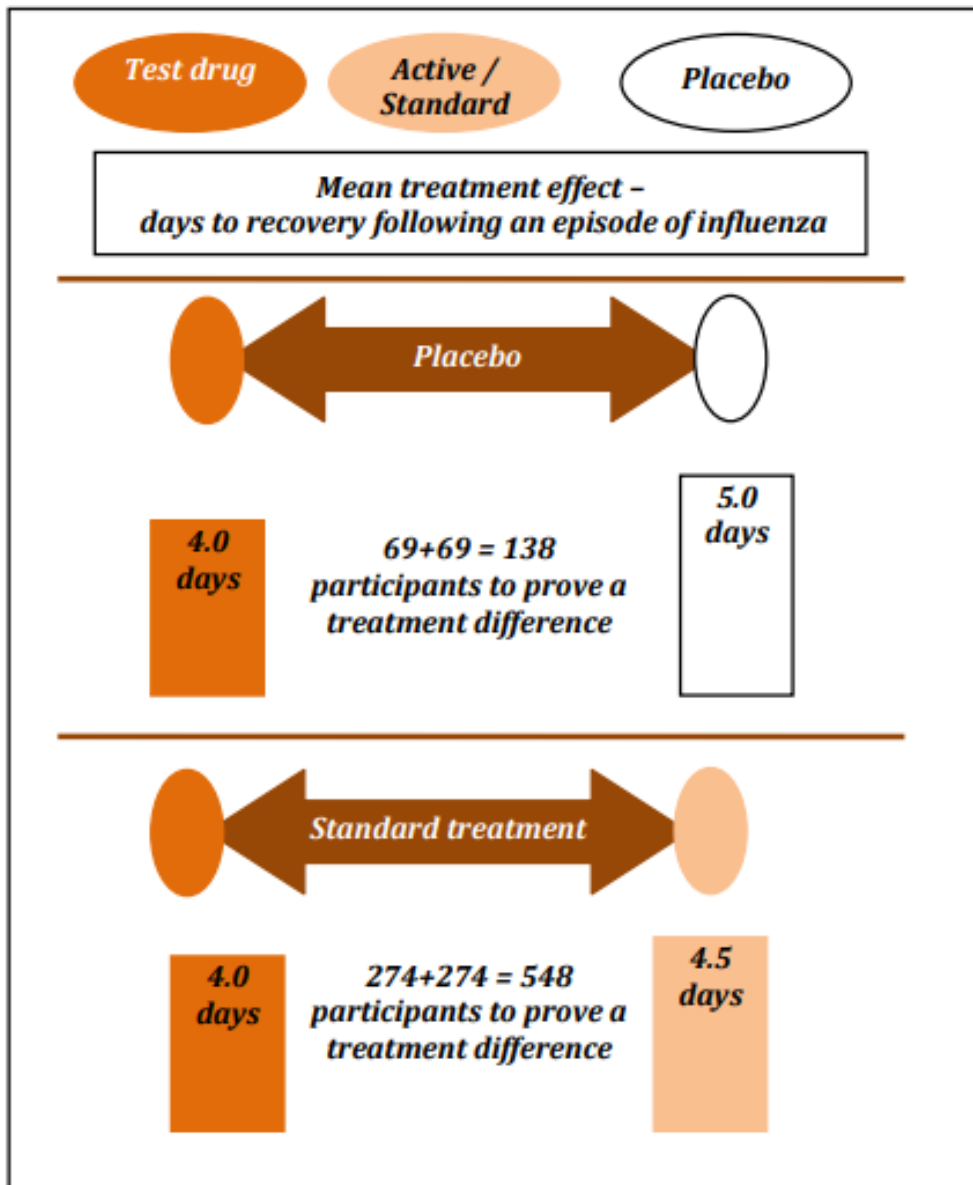 Test drug
Active /
Standard
Placebo
Mean treatment effect –
days to recovery following an episode of influenza
Placebo
4.0
days
69+69 = 138
participants to prove a
treatment difference
5.0
days
Standard treatment
4.0
days
274+274 = 548
participants to prove a
treatment difference
4.5
days